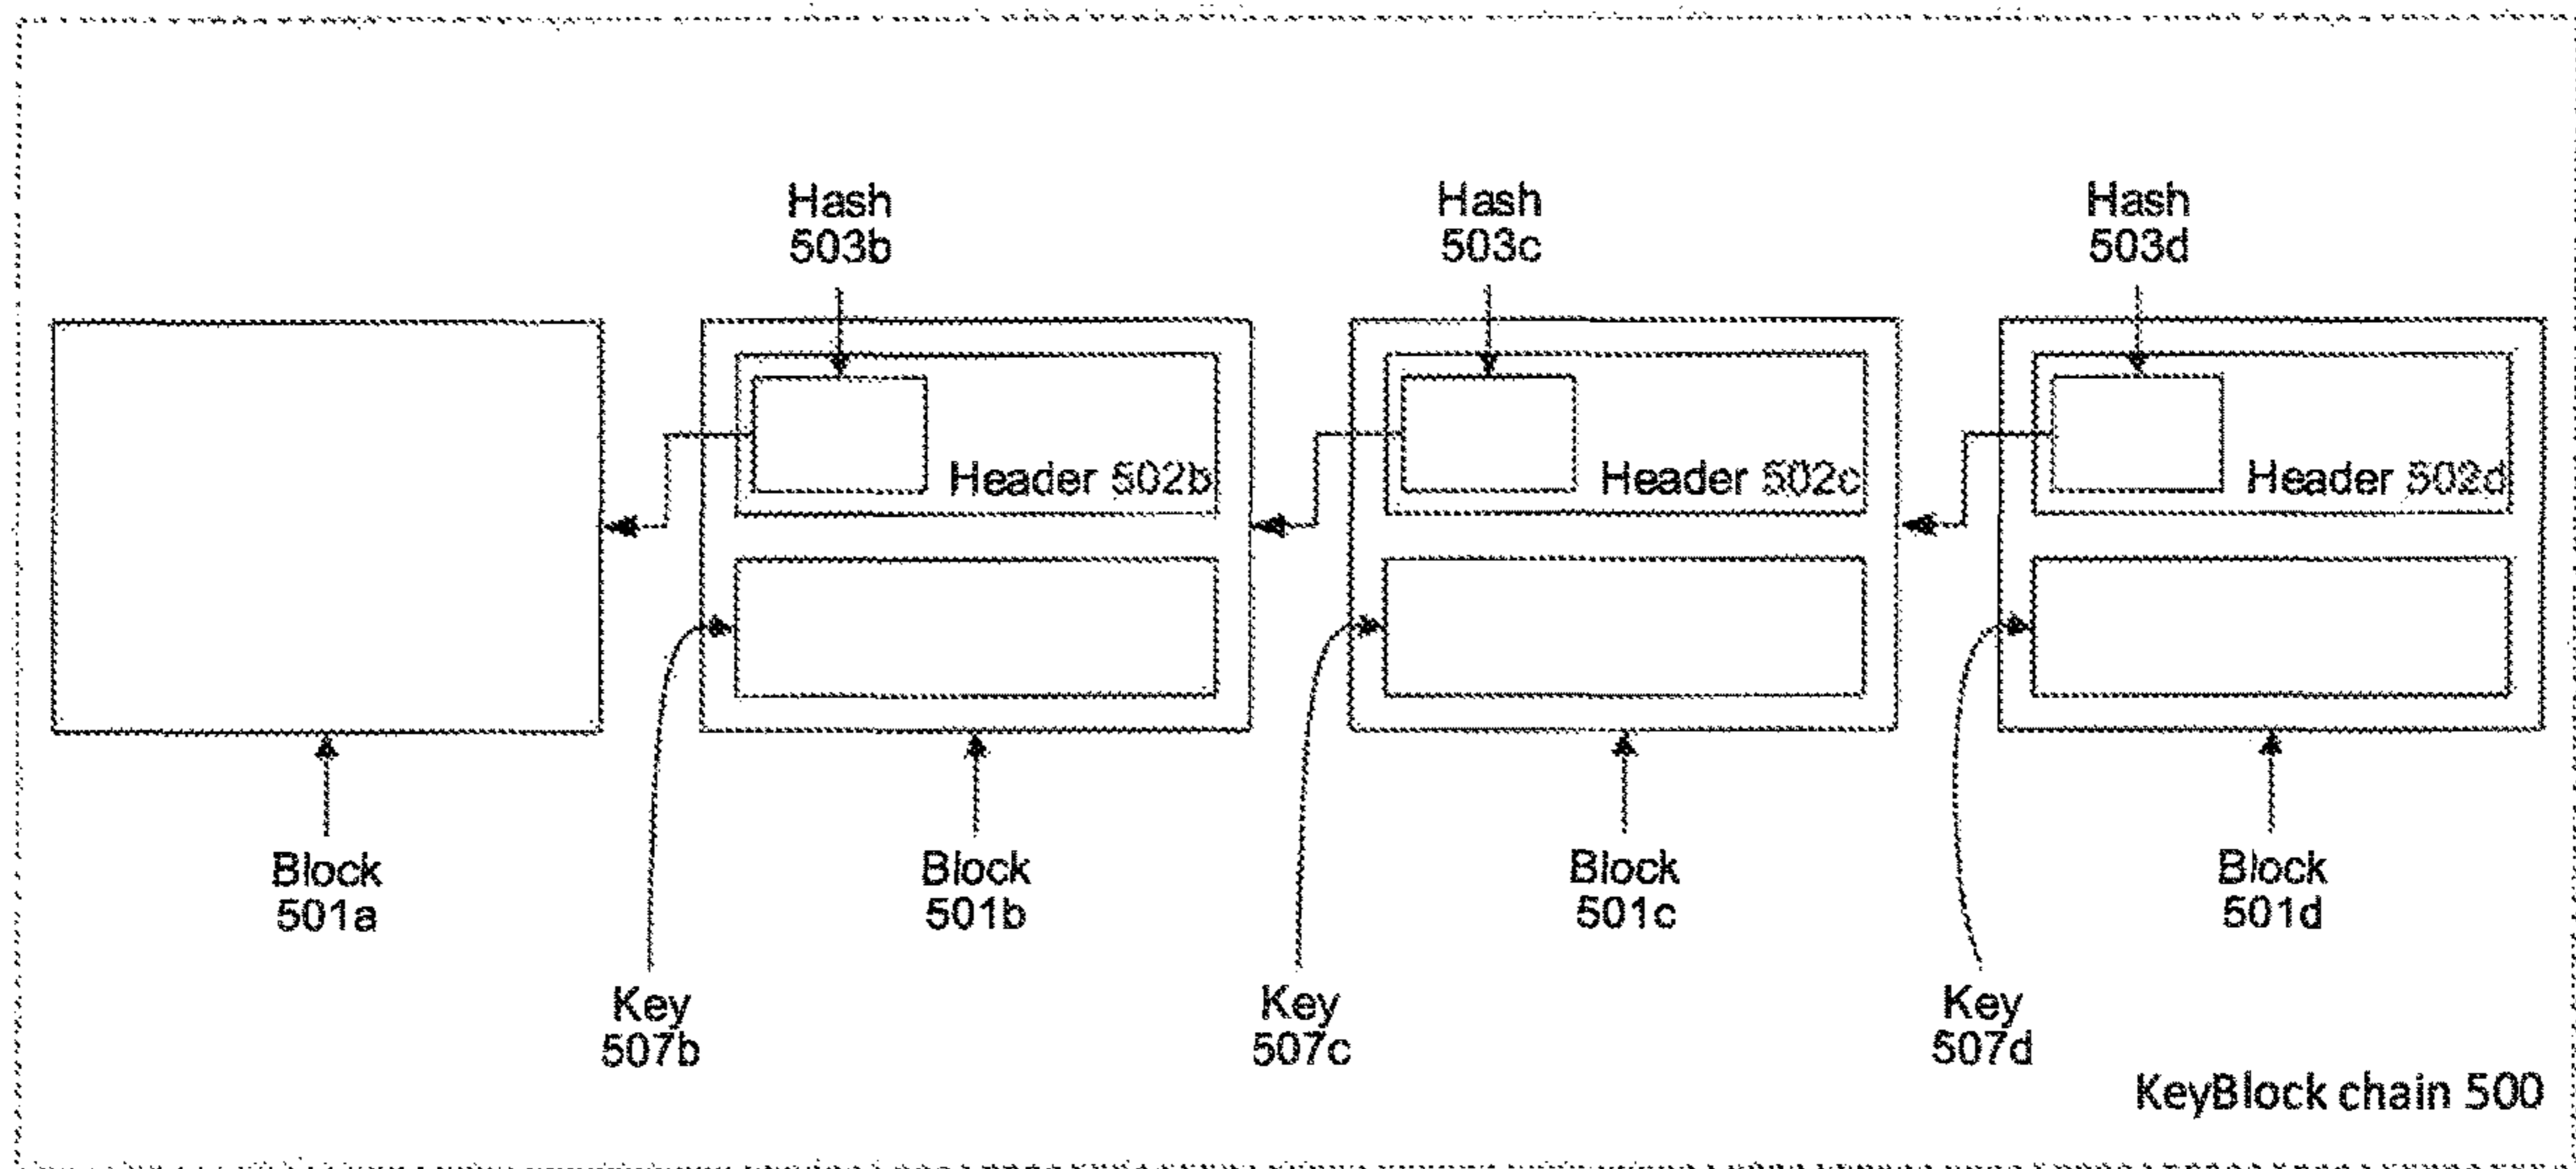 Hash
503b
Hash
503c
Hash
503d
Header 502b
Header 502c
Header 502d
Block
501a
Block
501b
Block
501c
Block
501d
Key
507b
Key
507c
Key
507d
KeyBlock chain 500